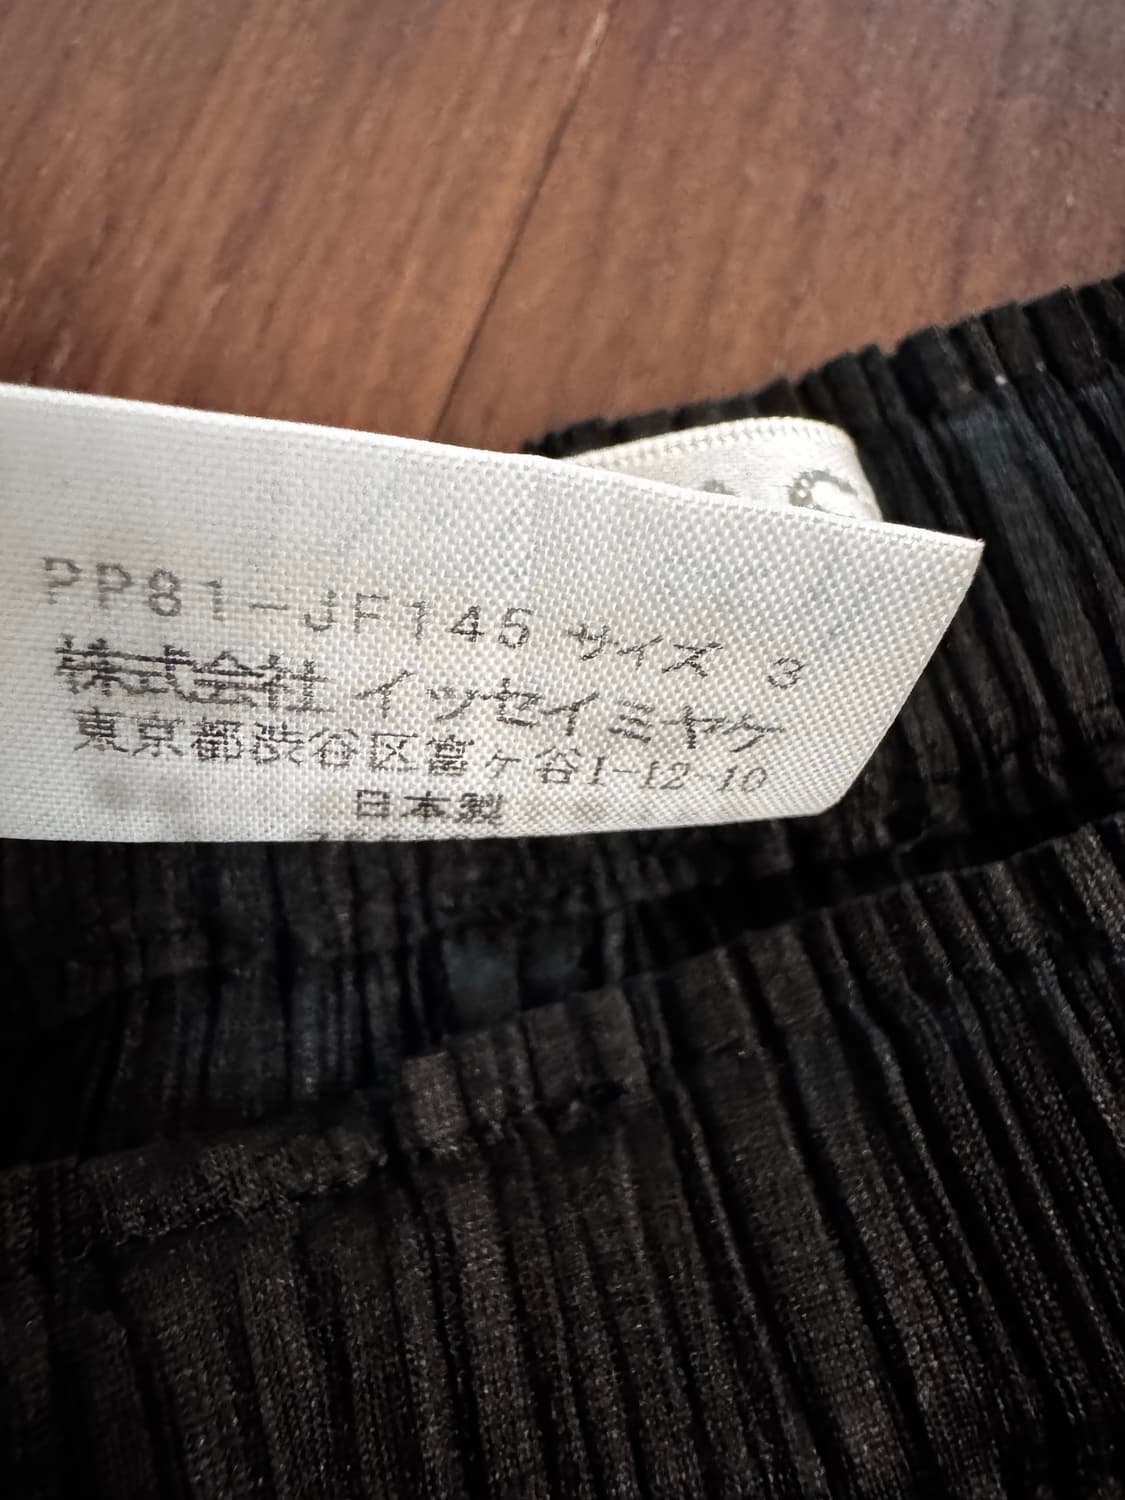 PP81-JF145 サイズ 3
株式会社 イッセイミヤケ
東京都渋谷区富ヶ谷1-12-10
日本製